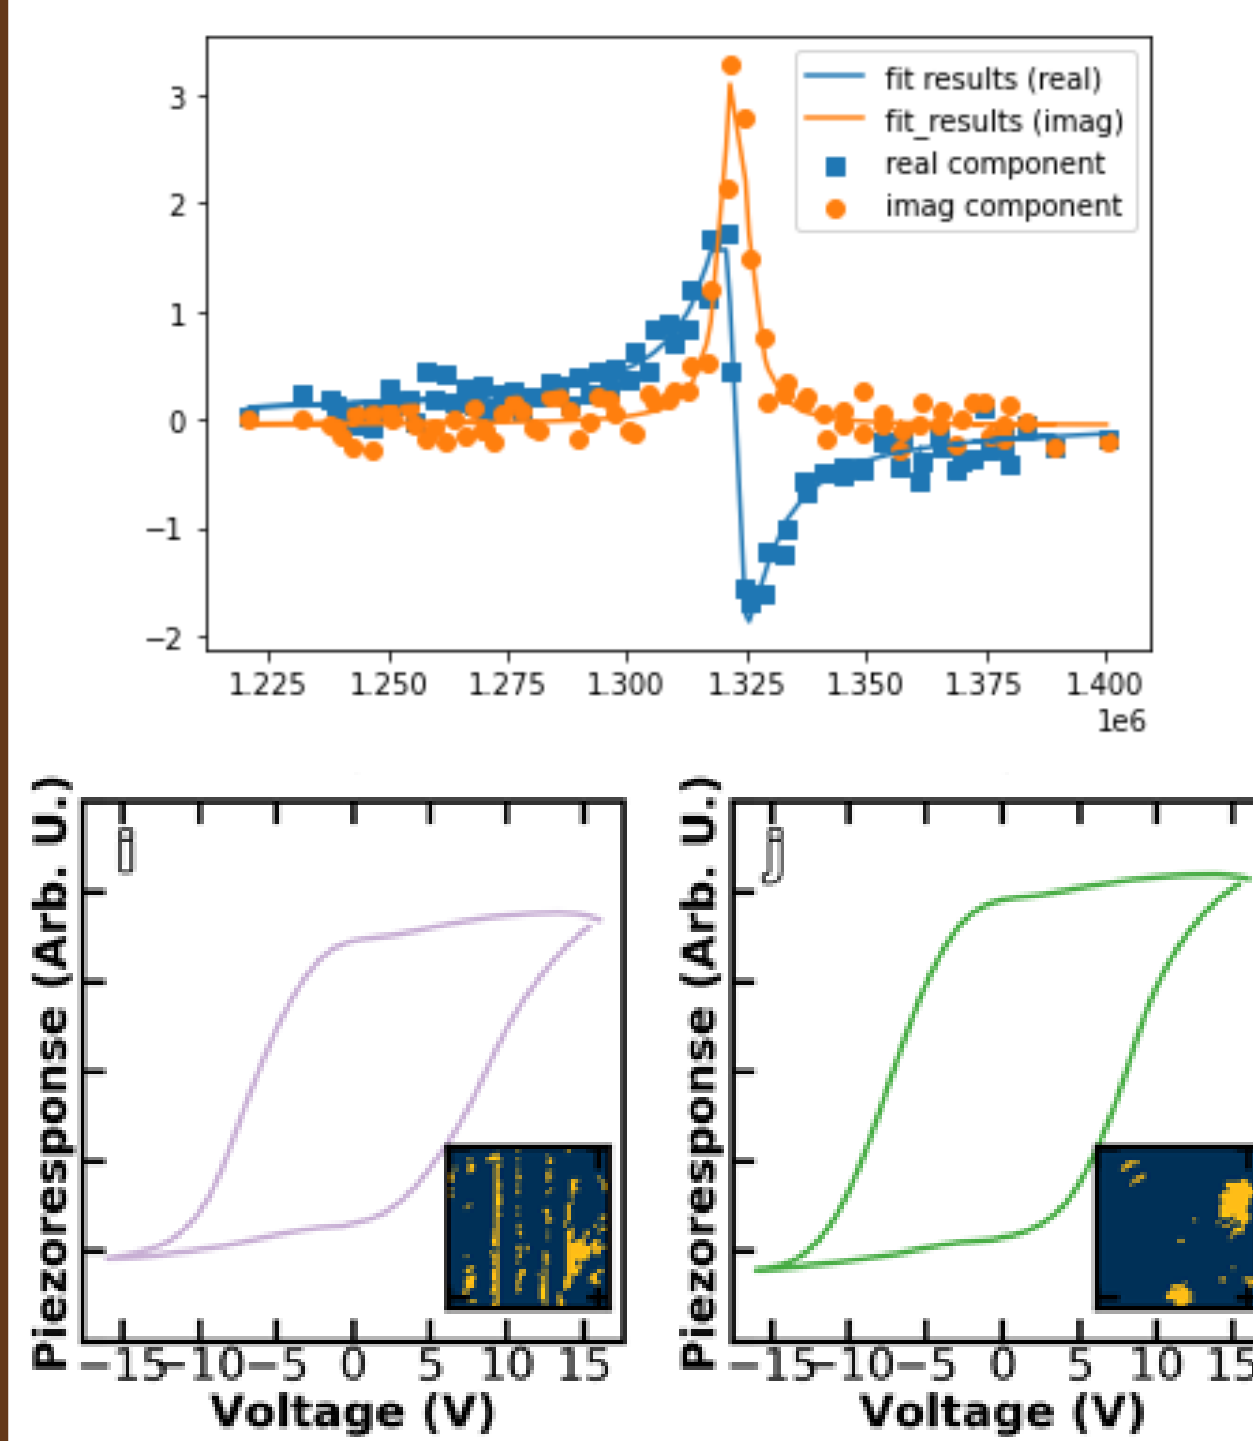 3
2
1
0
−1
−2
fit results (real)
fit_results (imag)
real component
imag component
1.225 1.250 1.275 1.300 1.325 1.350 1.375 1.400
1e6
Piezoresponse (Arb. U.)
i
−15 −10 −5 0 5 10 15
Voltage (V)
Piezoresponse (Arb. U.)
j
−15 −10 −5 0 5 10 15
Voltage (V)